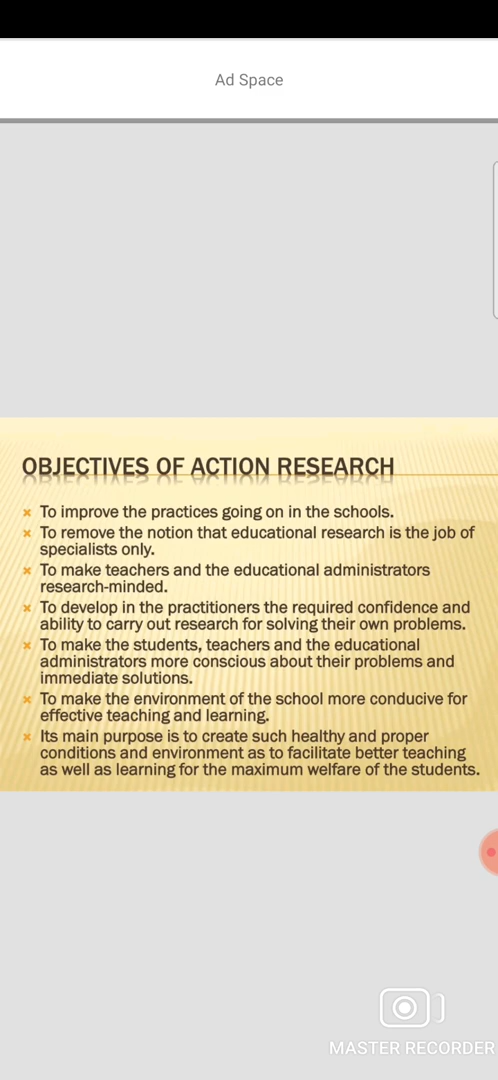 Ad Space
OBJECTIVES OF ACTION RESEARCH
To improve the practices going on in the schools.
To remove the notion that educational research is the job of
specialists only.
To make teachers and the educational administrators
research-minded.
To develop in the practitioners the required confidence and
ability to carry out research for solving their own problems.
To make the students, teachers and the educational
administrators more conscious about their problems and
immediate solutions.
To make the environment of the school more conducive for
effective teaching and learning.
Its main purpose is to create such healthy and proper
conditions and environment as to facilitate better teaching
as well as learning for the maximum welfare of the students.
MASTER RECORDER